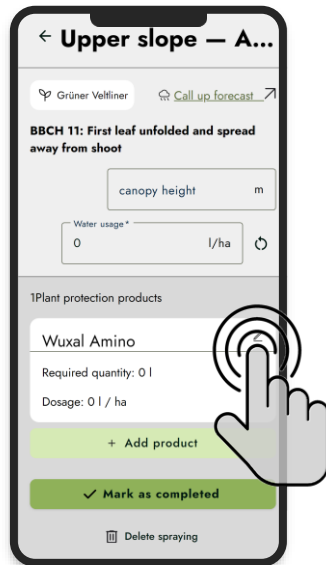 Upper slope — A...
Grüner Veltliner
Call up forecast
BBCH 11: First leaf unfolded and spread
away from shoot
canopy height m
Water usage*
0 l/ha
1Plant protection products
Wuxal Amino
Required quantity: 0 l
Dosage: 0 l / ha
+ Add product
Mark as completed
Delete spraying